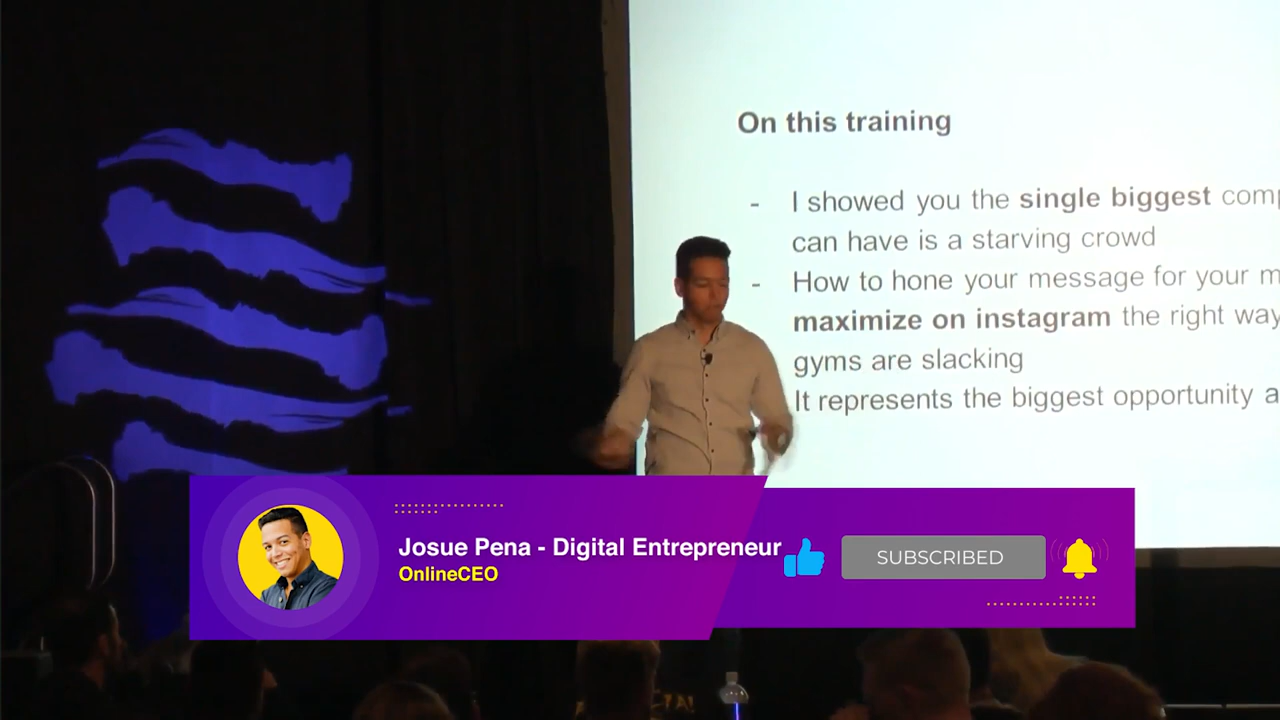 On this training
- I showed you the single biggest
can have is a starving crowd
- How to hone your message for your
maximize on instagram the right way
gyms are slacking
It represents the biggest opportunity
Josue Pena - Digital Entrepreneur
OnlineCEO
SUBSCRIBED